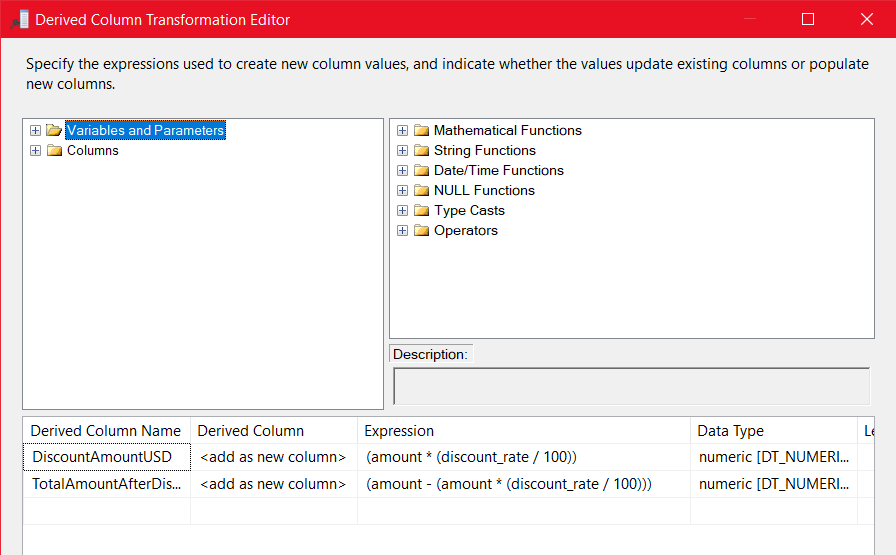 Derived Column Transformation Editor
Specify the expressions used to create new column values, and indicate whether the values update existing columns or populate
new columns.
Variables and Parameters
Columns
Mathematical Functions
String Functions
Date/Time Functions
NULL Functions
Type Casts
Operators
Description:
Derived Column Name Derived Column Expression Data Type Le
DiscountAmountUSD <add as new column> (amount * (discount_rate / 100)) numeric [DT_NUMERI...
TotalAmountAfterDis... <add as new column> (amount - (amount * (discount_rate / 100))) numeric [DT_NUMERI...